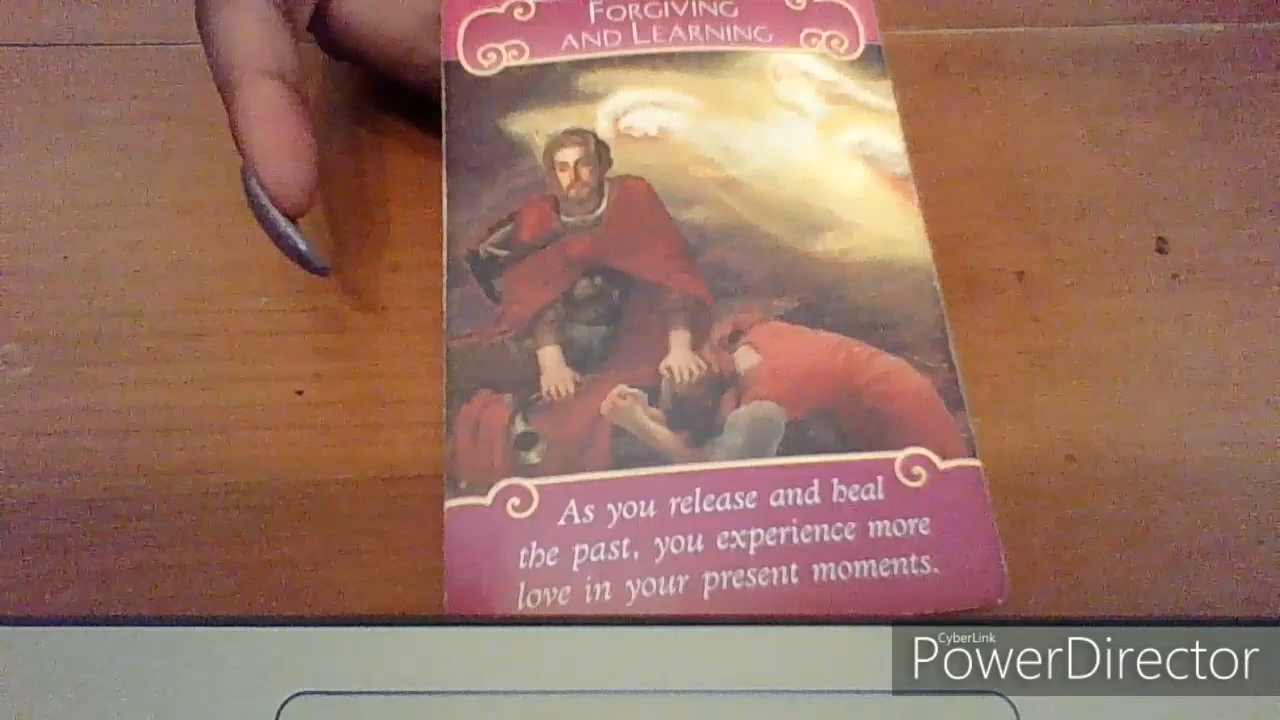 FORGIVING
AND LEARNING
As you release and heal
the past, you experience more
love in your present moments.
CyberLink
PowerDirector